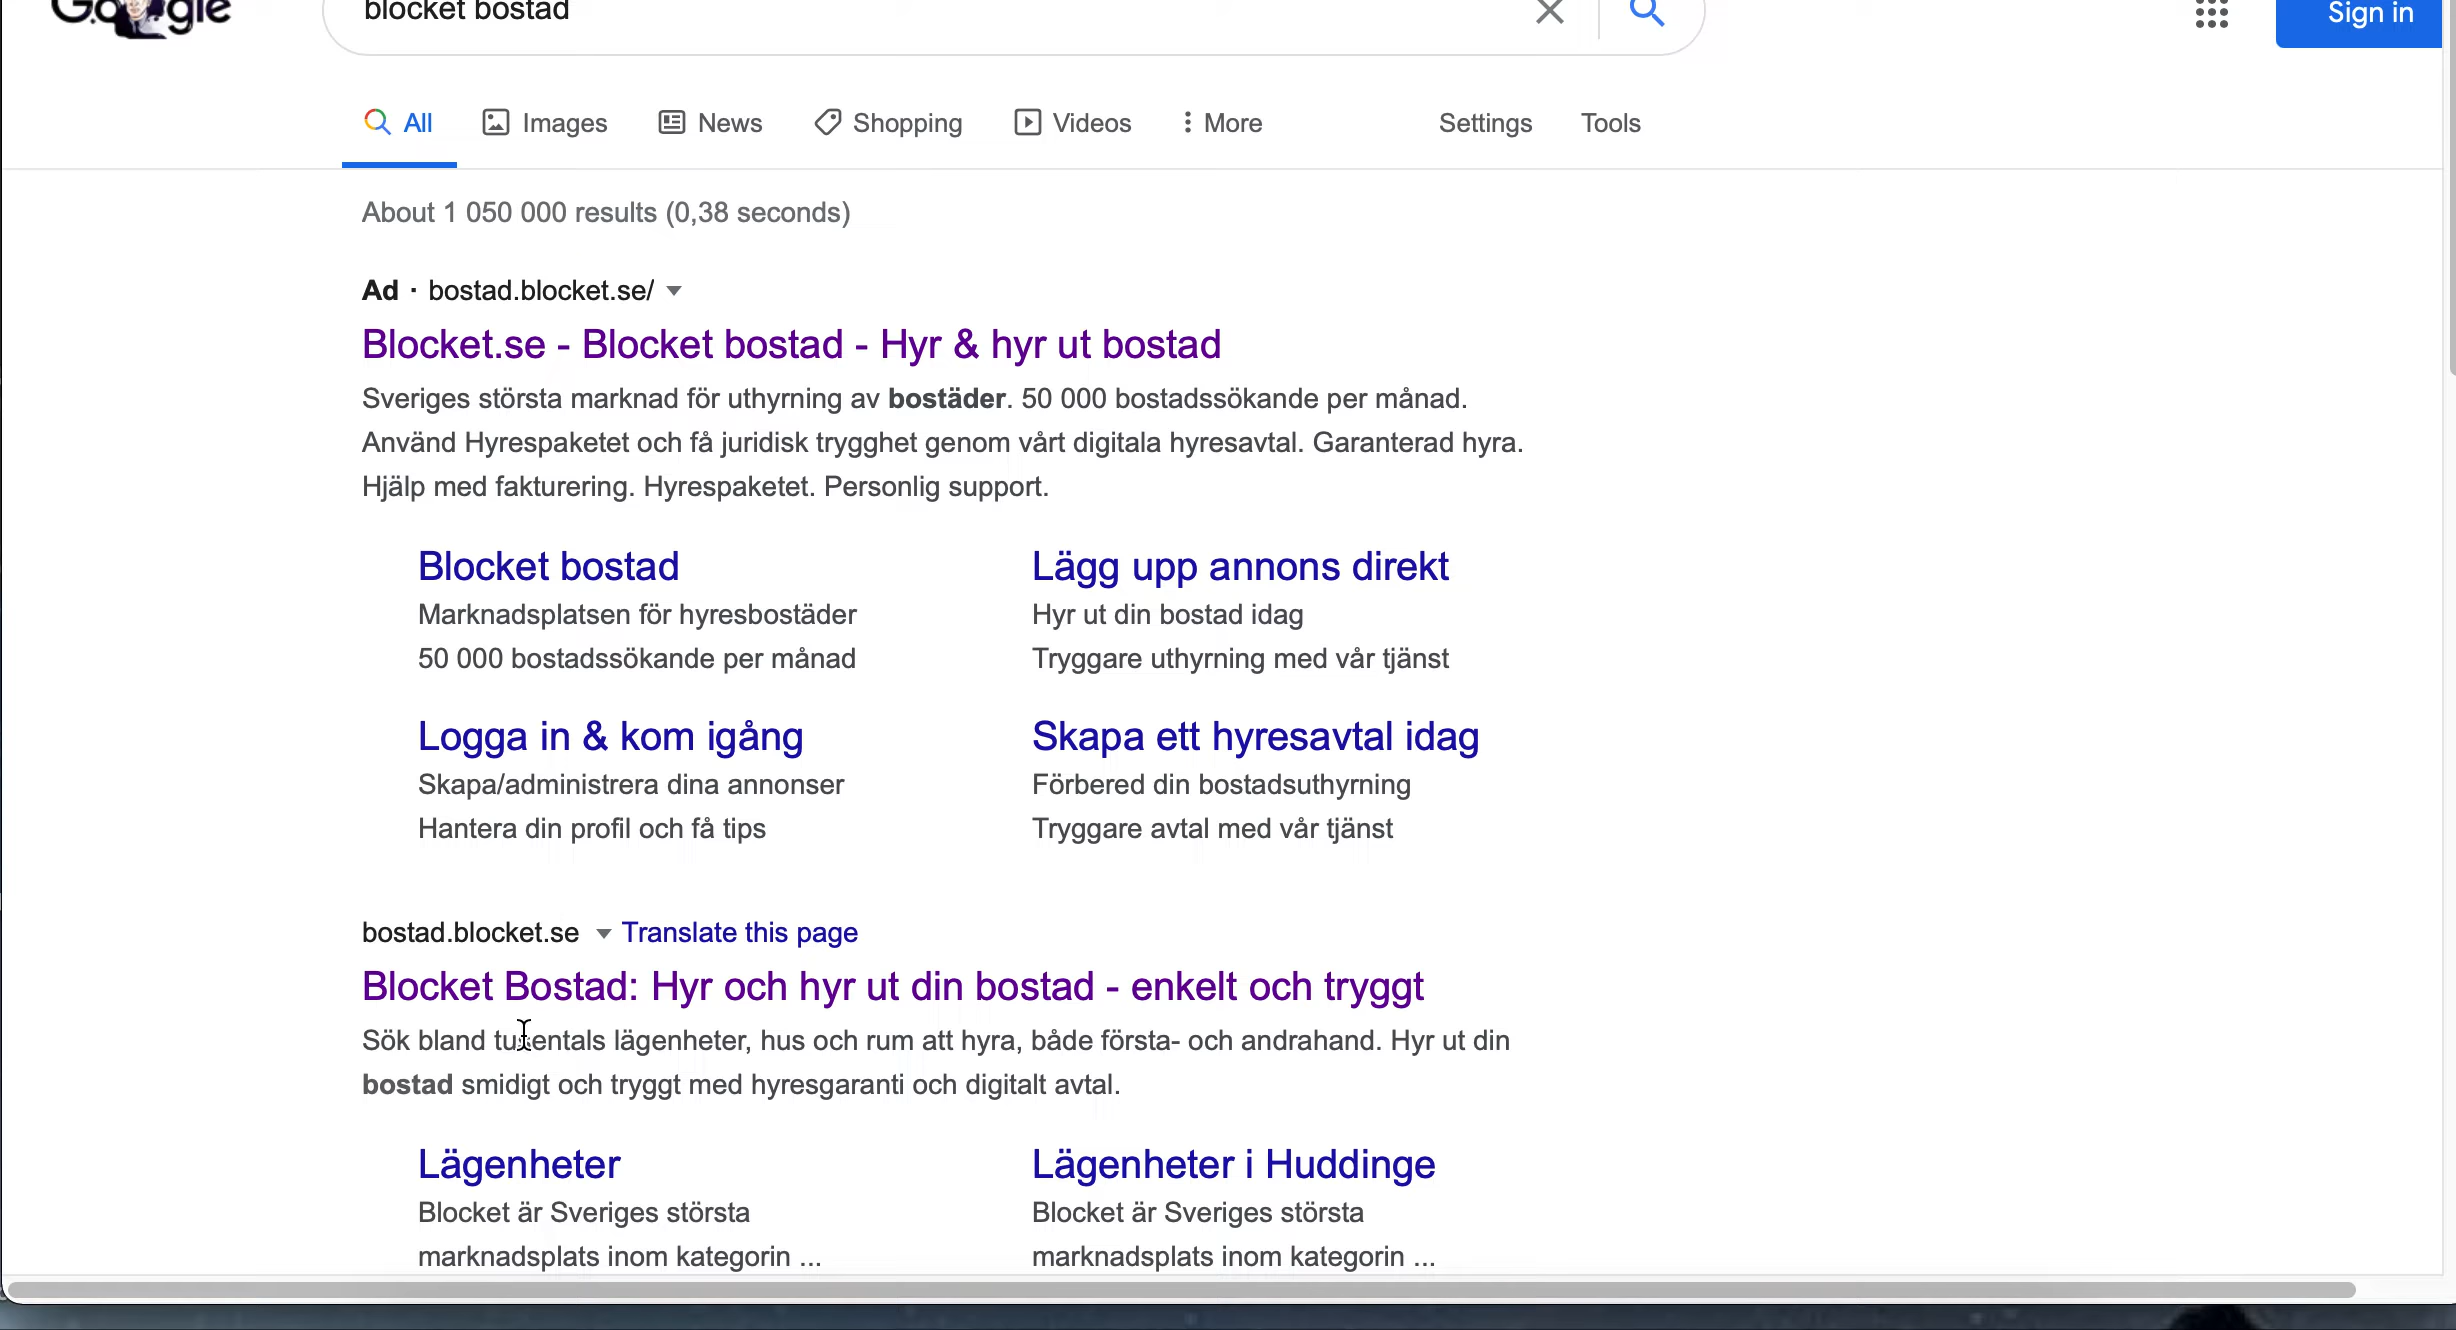 Google
blocket bostad
Sign in
All Images News Shopping Videos More Settings Tools
About 1 050 000 results (0,38 seconds)
Ad · bostad.blocket.se/
Blocket.se - Blocket bostad - Hyr & hyr ut bostad
Sveriges största marknad för uthyrning av bostäder. 50 000 bostadssökande per månad.
Använd Hyrespaketet och få juridisk trygghet genom vårt digitala hyresavtal. Garanterad hyra.
Hjälp med fakturering. Hyrespaketet. Personlig support.
Blocket bostad
Marknadsplatsen för hyresbostäder
50 000 bostadssökande per månad
Lägg upp annons direkt
Hyr ut din bostad idag
Tryggare uthyrning med vår tjänst
Logga in & kom igång
Skapa/administrera dina annonser
Hantera din profil och få tips
Skapa ett hyresavtal idag
Förbered din bostadsuthyrning
Tryggare avtal med vår tjänst
bostad.blocket.se Translate this page
Blocket Bostad: Hyr och hyr ut din bostad - enkelt och tryggt
Sök bland tusentals lägenheter, hus och rum att hyra, både första- och andrahand. Hyr ut din
bostad smidigt och tryggt med hyresgaranti och digitalt avtal.
Lägenheter
Blocket är Sveriges största
marknadsplats inom kategorin ...
Lägenheter i Huddinge
Blocket är Sveriges största
marknadsplats inom kategorin ...